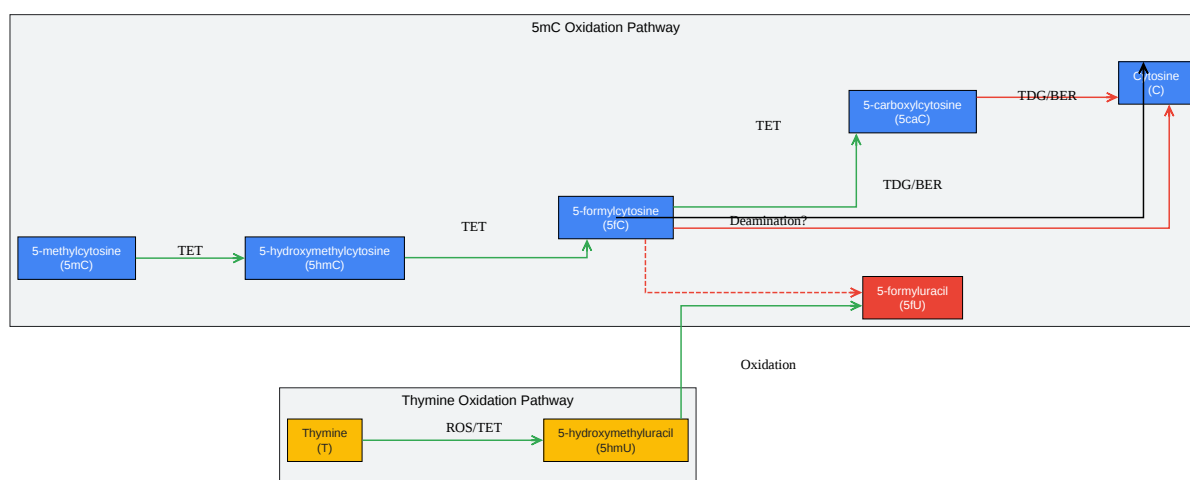 5mC Oxidation Pathway
Cytosine
(C)
5-carboxylcytosine
(5caC)
TDG/BER
TET
TDG/BER
5-formylcytosine
(5fC)
Deamination?
TET
5-methylcytosine
(5mC)
TET
5-hydroxymethylcytosine
(5hmC)
5-formyluracil
(5fU)
Oxidation
Thymine Oxidation Pathway
Thymine
(T)
ROS/TET
5-hydroxymethyluracil
(5hmU)